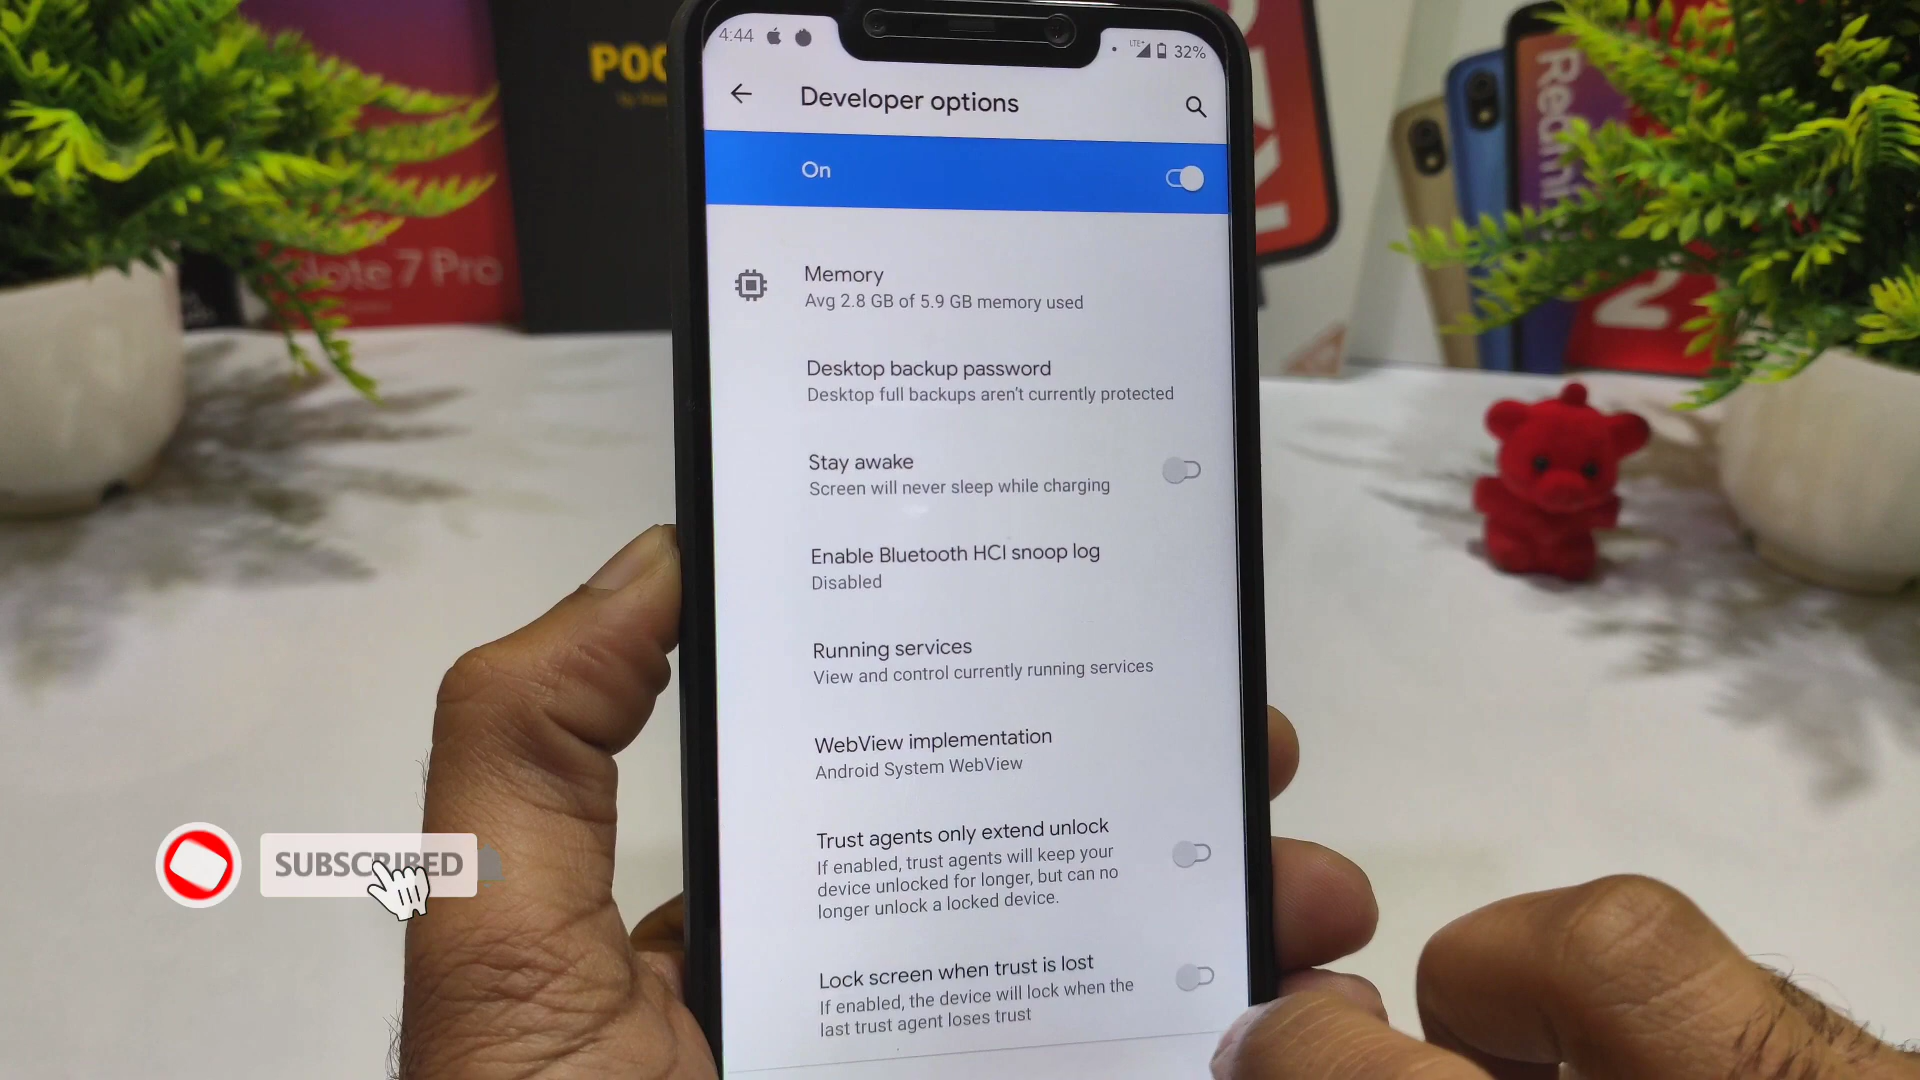 4:44
LTE+ 32%
Developer options
On
Memory
Avg 2.8 GB of 5.9 GB memory used
Desktop backup password
Desktop full backups aren't currently protected
Stay awake
Screen will never sleep while charging
Enable Bluetooth HCI snoop log
Disabled
Running services
View and control currently running services
WebView implementation
Android System WebView
Trust agents only extend unlock
If enabled, trust agents will keep your
device unlocked for longer, but can no
longer unlock a locked device.
Lock screen when trust is lost
If enabled, the device will lock when the
last trust agent loses trust
SUBSCRIBED
POC
Note 7 Pro
Redmi
2